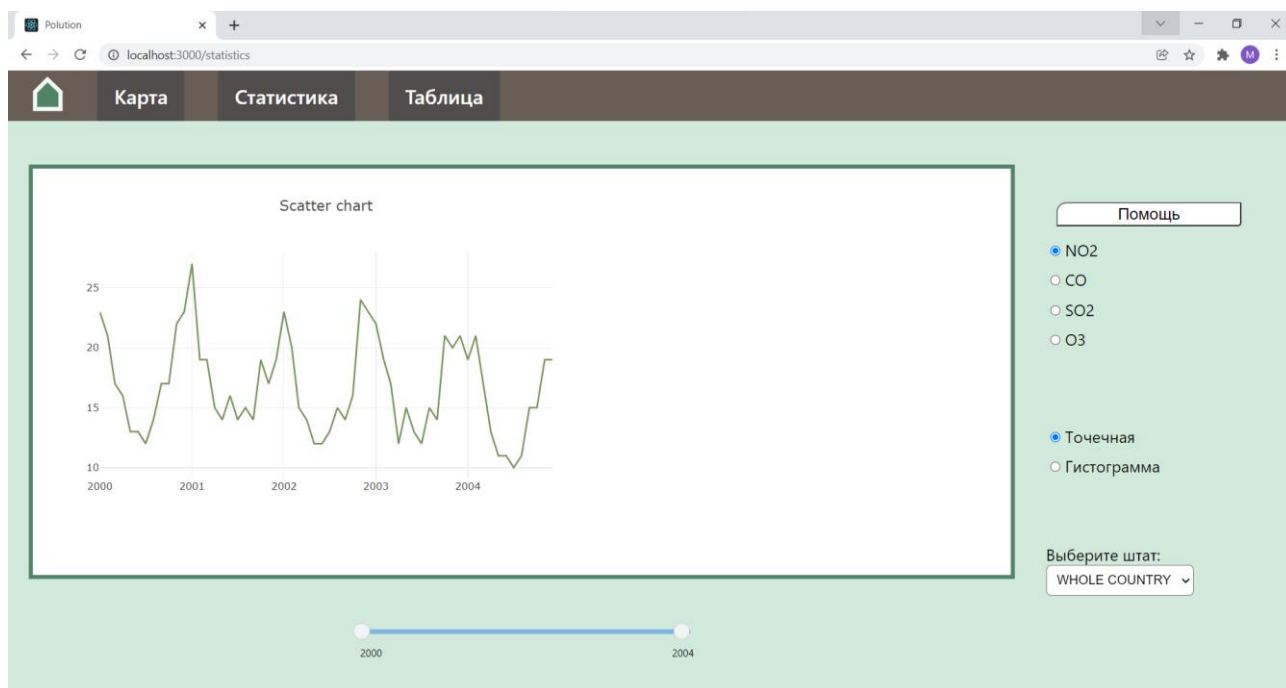 Polution
localhost:3000/statistics
M
Карта Статистика Таблица
Scatter chart
25
20
15
10
2000 2001 2002 2003 2004
Помощь
NO2
CO
SO2
O3
Точечная
Гистограмма
Выберите штат:
WHOLE COUNTRY
2000 2004